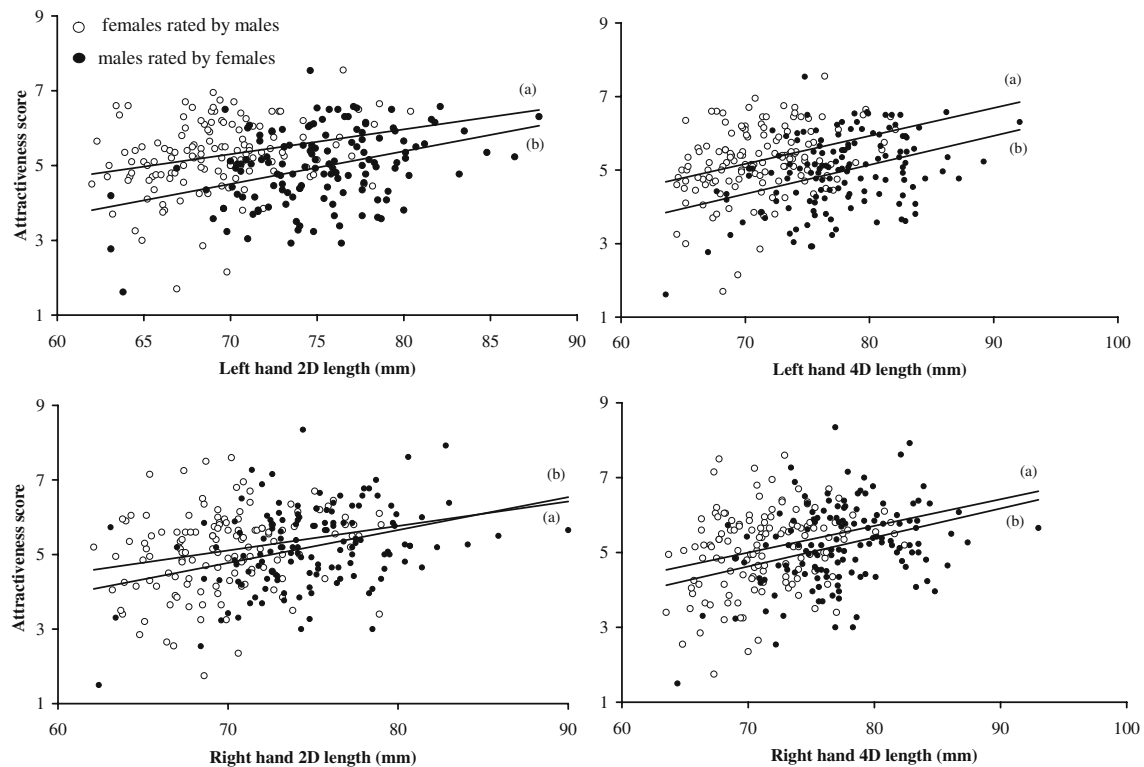 9
7
5
3
1
Attractiveness score
females rated by males
males rated by females
(a)
(b)
60 65 70 75 80 85 90
Left hand 2D length (mm)
9
7
5
3
1
(a)
(b)
60 70 80 90 100
Left hand 4D length (mm)
9
7
5
3
1
Attractiveness score
(b)
(a)
60 70 80 90
Right hand 2D length (mm)
9
7
5
3
1
(a)
(b)
60 70 80 90 100
Right hand 4D length (mm)